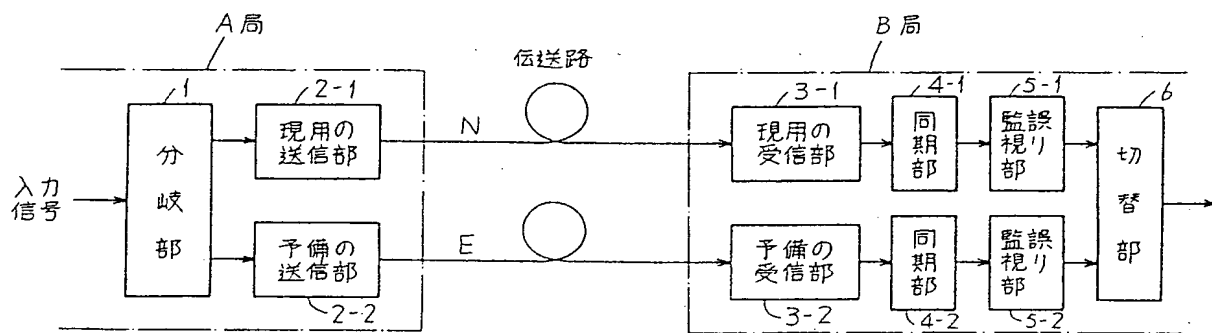 A局
B局
伝送路
1
2-1
3-1
4-1
5-1
6
入力
信号
分岐部
現用の
送信部
N
現用の
受信部
同期部
誤り
監視部
切替部
予備の
送信部
E
予備の
受信部
同期部
誤り
監視部
2-2
3-2
4-2
5-2